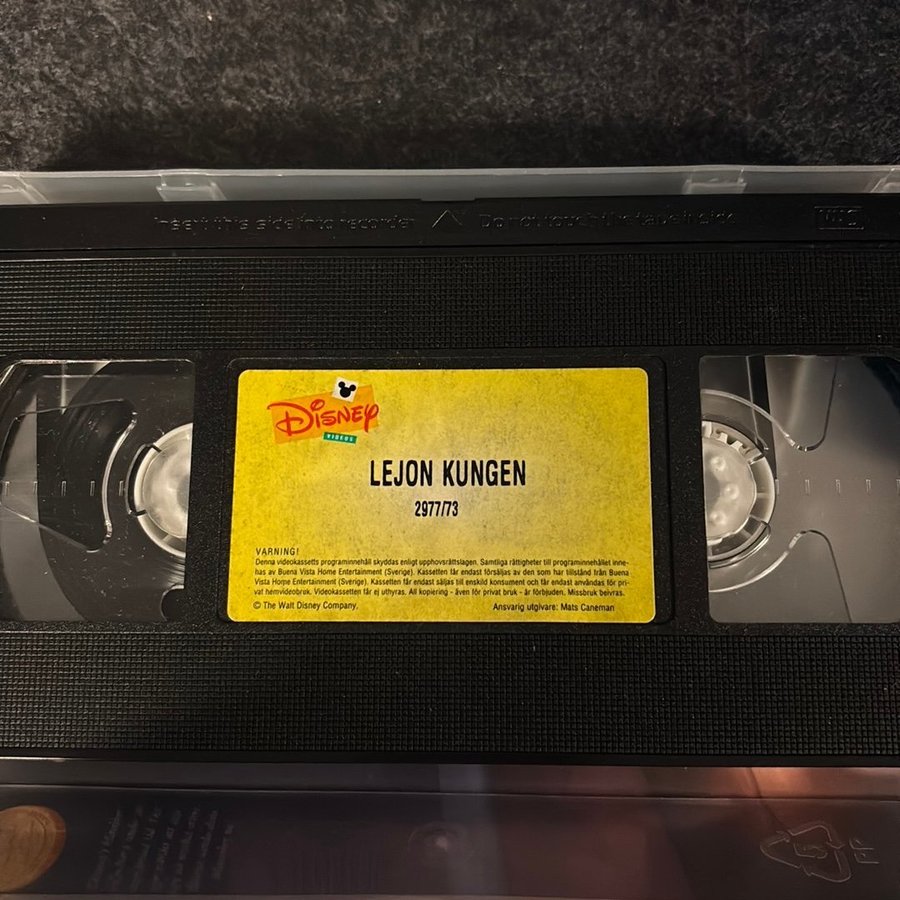 Insert this side into recorder Do not touch the tape inside
VHS
DISNEY
VIDEOS
LEJON KUNGEN
2977/73
VARNING!
Denna videokassetts programinnehåll skyddas enligt upphovsrättslagen. Samtliga rättigheter till programinnehållet inne-
has av Buena Vista Home Entertainment (Sverige). Kassetten får endast försäljas av den som har tillstånd från Buena
Vista Home Entertainment (Sverige). Kassetten får endast säljas till enskild konsument och får endast användas för pri-
vat hemvideobruk. Videokassetten får ej uthyras. All kopiering - även för privat bruk - är förbjuden. Missbruk beivras.
© The Walt Disney Company. Ansvarig utgivare: Mats Caneman
5
PP